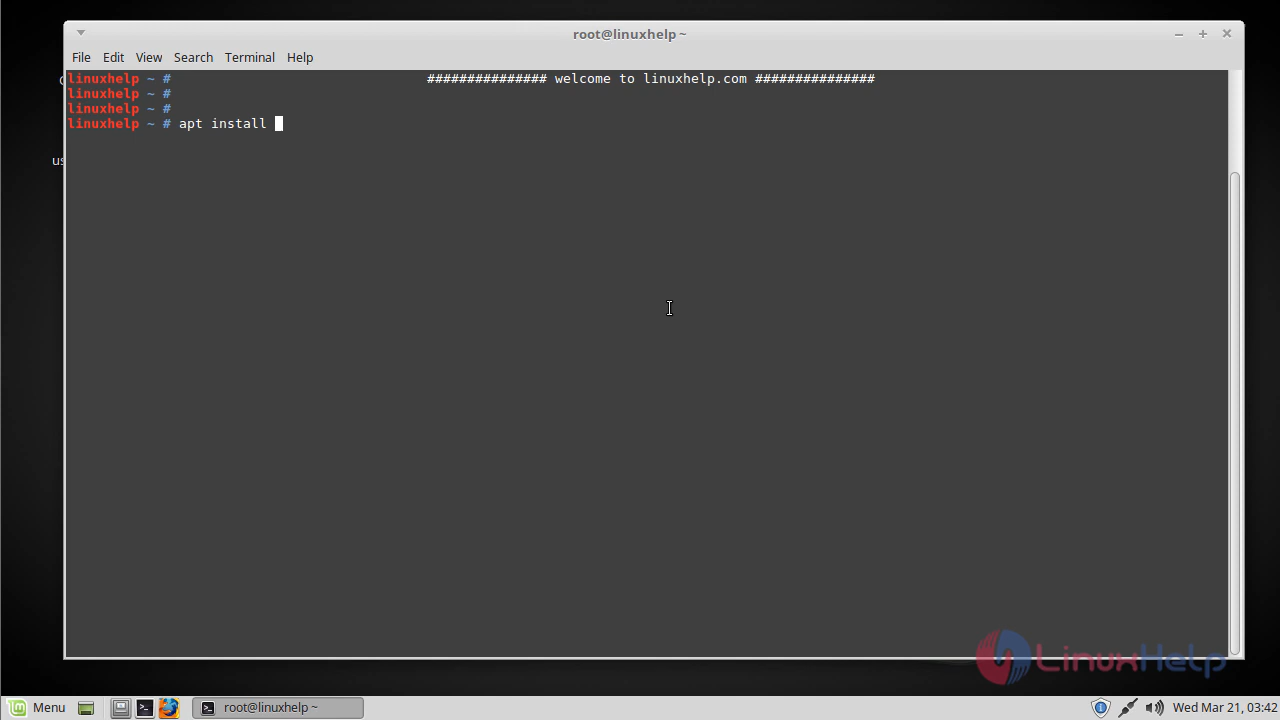 root@linuxhelp ~
File Edit View Search Terminal Help
linuxhelp ~ # ############### welcome to linuxhelp.com ###############
linuxhelp ~ #
linuxhelp ~ #
linuxhelp ~ # apt install
us
LinuxHelp
Menu root@linuxhelp ~ Wed Mar 21, 03:42